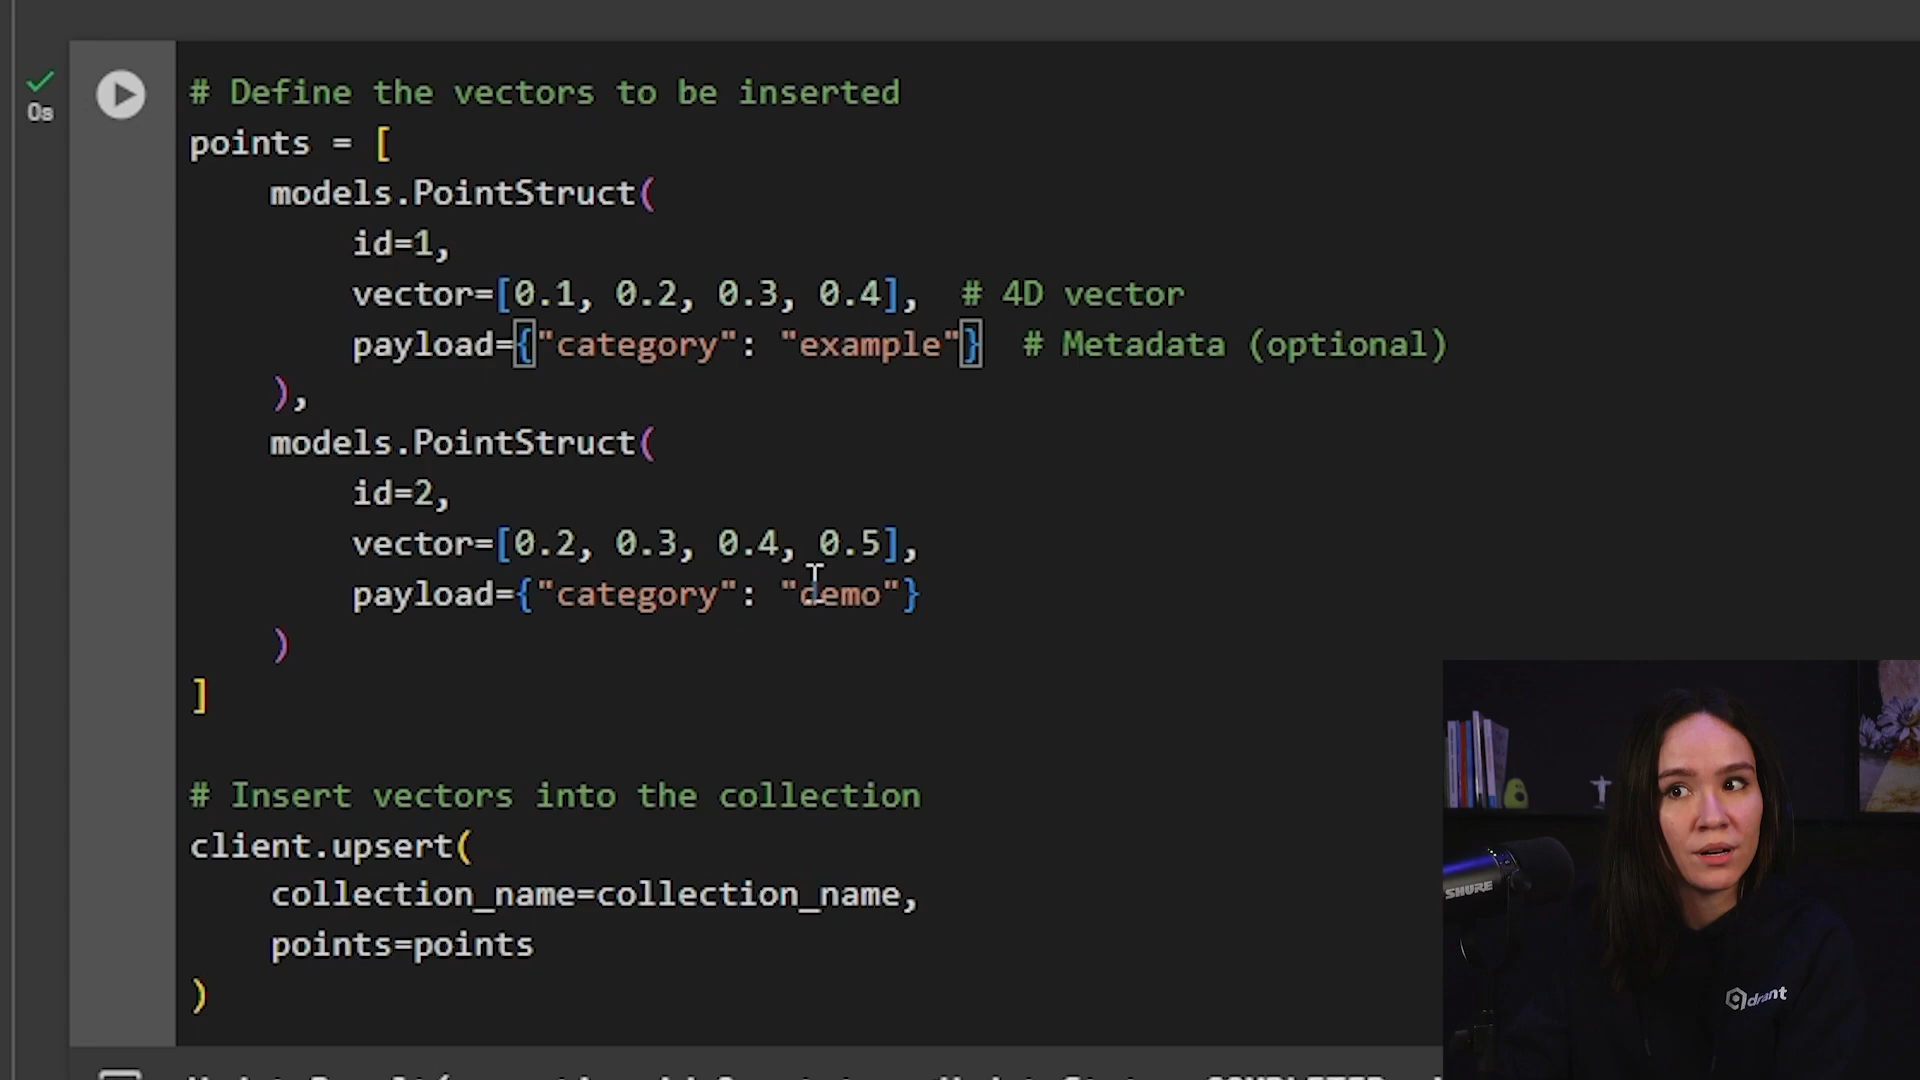 0s
# Define the vectors to be inserted
points = [
models.PointStruct(
id=1,
vector=[0.1, 0.2, 0.3, 0.4],  # 4D vector
payload={"category": "example"}  # Metadata (optional)
),
models.PointStruct(
id=2,
vector=[0.2, 0.3, 0.4, 0.5],
payload={"category": "demo"}
)
]
# Insert vectors into the collection
client.upsert(
collection_name=collection_name,
points=points
)
SHURE
qdrant